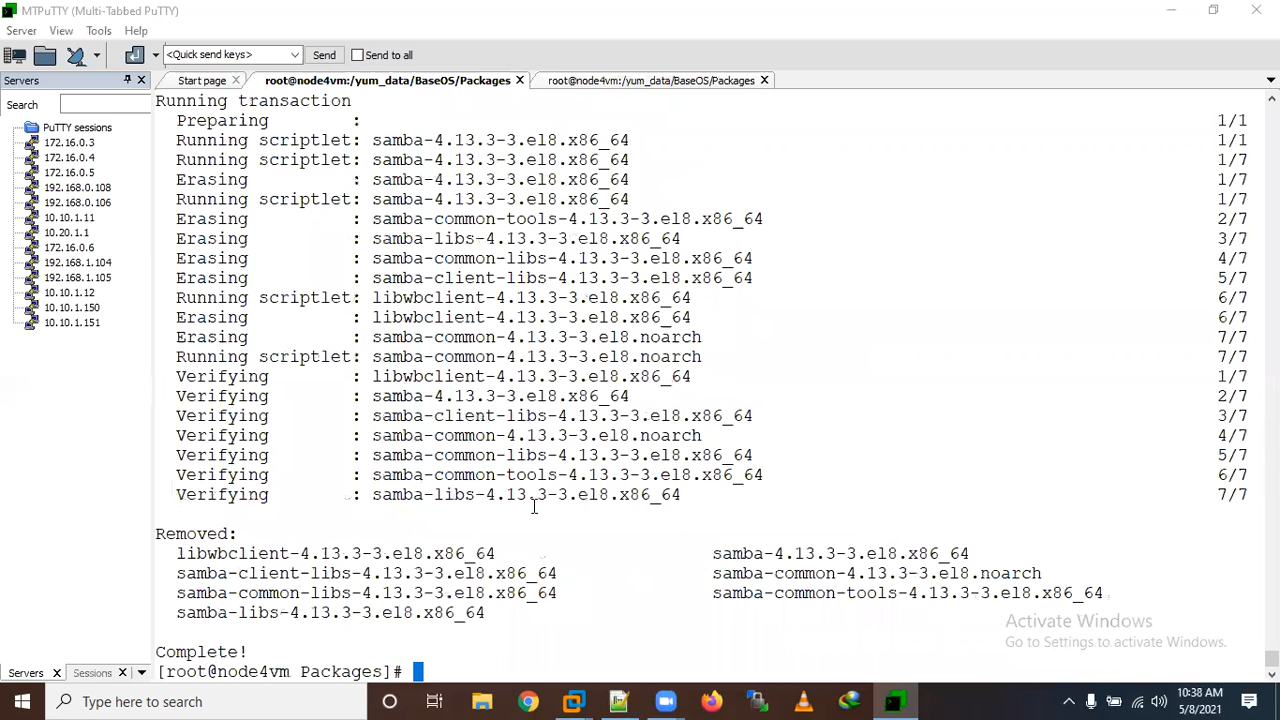 MTPuTTY (Multi-Tabbed PuTTY)
Server View Tools Help
<Quick send keys> Send Send to all
Servers
Start page root@node4vm:/yum_data/BaseOS/Packages root@node4vm:/yum_data/BaseOS/Packages
Search
PuTTY sessions
172.16.0.3
172.16.0.4
172.16.0.5
192.168.0.108
192.168.0.106
10.10.1.11
10.20.1.1
172.16.0.6
192.168.1.104
192.168.1.105
10.10.1.12
10.10.1.150
10.10.1.151
Running transaction
Preparing : 1/1
Running scriptlet: samba-4.13.3-3.el8.x86_64 1/1
Running scriptlet: samba-4.13.3-3.el8.x86_64 1/7
Erasing : samba-4.13.3-3.el8.x86_64 1/7
Running scriptlet: samba-4.13.3-3.el8.x86_64 1/7
Erasing : samba-common-tools-4.13.3-3.el8.x86_64 2/7
Erasing : samba-libs-4.13.3-3.el8.x86_64 3/7
Erasing : samba-common-libs-4.13.3-3.el8.x86_64 4/7
Erasing : samba-client-libs-4.13.3-3.el8.x86_64 5/7
Running scriptlet: libwbclient-4.13.3-3.el8.x86_64 6/7
Erasing : libwbclient-4.13.3-3.el8.x86_64 6/7
Erasing : samba-common-4.13.3-3.el8.noarch 7/7
Running scriptlet: samba-common-4.13.3-3.el8.noarch 7/7
Verifying : libwbclient-4.13.3-3.el8.x86_64 1/7
Verifying : samba-4.13.3-3.el8.x86_64 2/7
Verifying : samba-client-libs-4.13.3-3.el8.x86_64 3/7
Verifying : samba-common-4.13.3-3.el8.noarch 4/7
Verifying : samba-common-libs-4.13.3-3.el8.x86_64 5/7
Verifying : samba-common-tools-4.13.3-3.el8.x86_64 6/7
Verifying : samba-libs-4.13.3-3.el8.x86_64 7/7
Removed:
libwbclient-4.13.3-3.el8.x86_64 samba-4.13.3-3.el8.x86_64
samba-client-libs-4.13.3-3.el8.x86_64 samba-common-4.13.3-3.el8.noarch
samba-common-libs-4.13.3-3.el8.x86_64 samba-common-tools-4.13.3-3.el8.x86_64
samba-libs-4.13.3-3.el8.x86_64
Complete!
[root@node4vm Packages]#
Activate Windows
Go to Settings to activate Windows.
Servers Sessions
Type here to search
10:38 AM
5/8/2021